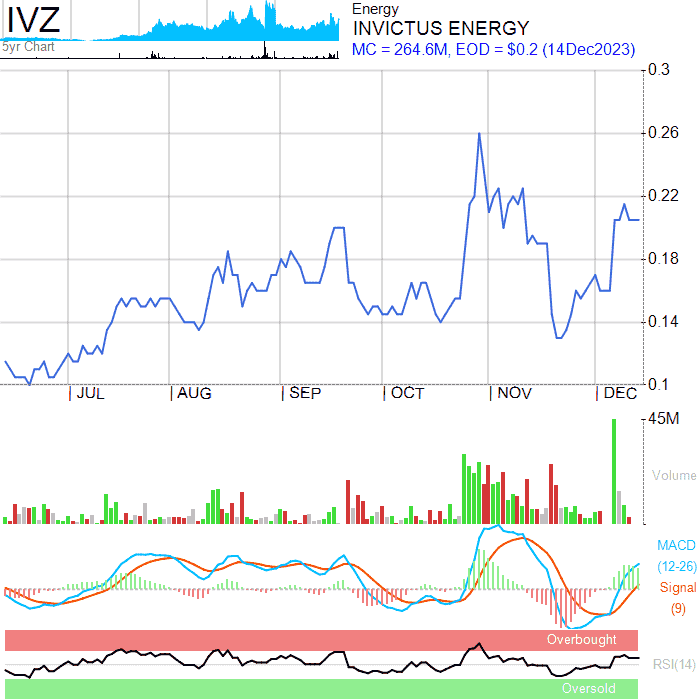 IVZ
5yr Chart
Energy
INVICTUS ENERGY
MC = 264.6M, EOD = $0.2 (14Dec2023)
0.3
0.26
0.22
0.18
0.14
0.1
JUL AUG SEP OCT NOV DEC
45M
Volume
MACD
(12-26)
Signal
(9)
Overbought
RSI(14)
Oversold